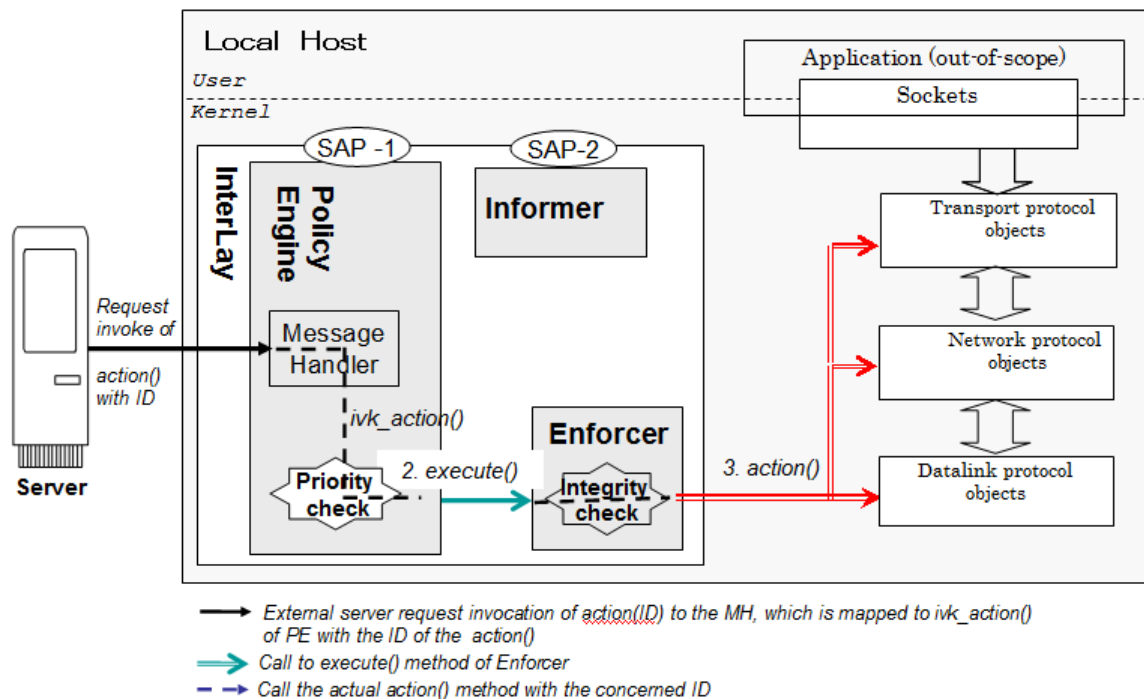 Local Host
User
Kernel
Application (out-of-scope)
Sockets
SAP -1
SAP-2
InterLay
Policy
Engine
Informer
Transport protocol
objects
Request
invoke of
action()
with ID
Message
Handler
Network protocol
objects
ivk_action()
Enforcer
2. execute()
3. action()
Priority
check
Integrity
check
Datalink protocol
objects
Server
External server request invocation of action(ID) to the MH, which is mapped to ivk_action()
of PE with the ID of the action()
Call to execute() method of Enforcer
Call the actual action() method with the concerned ID